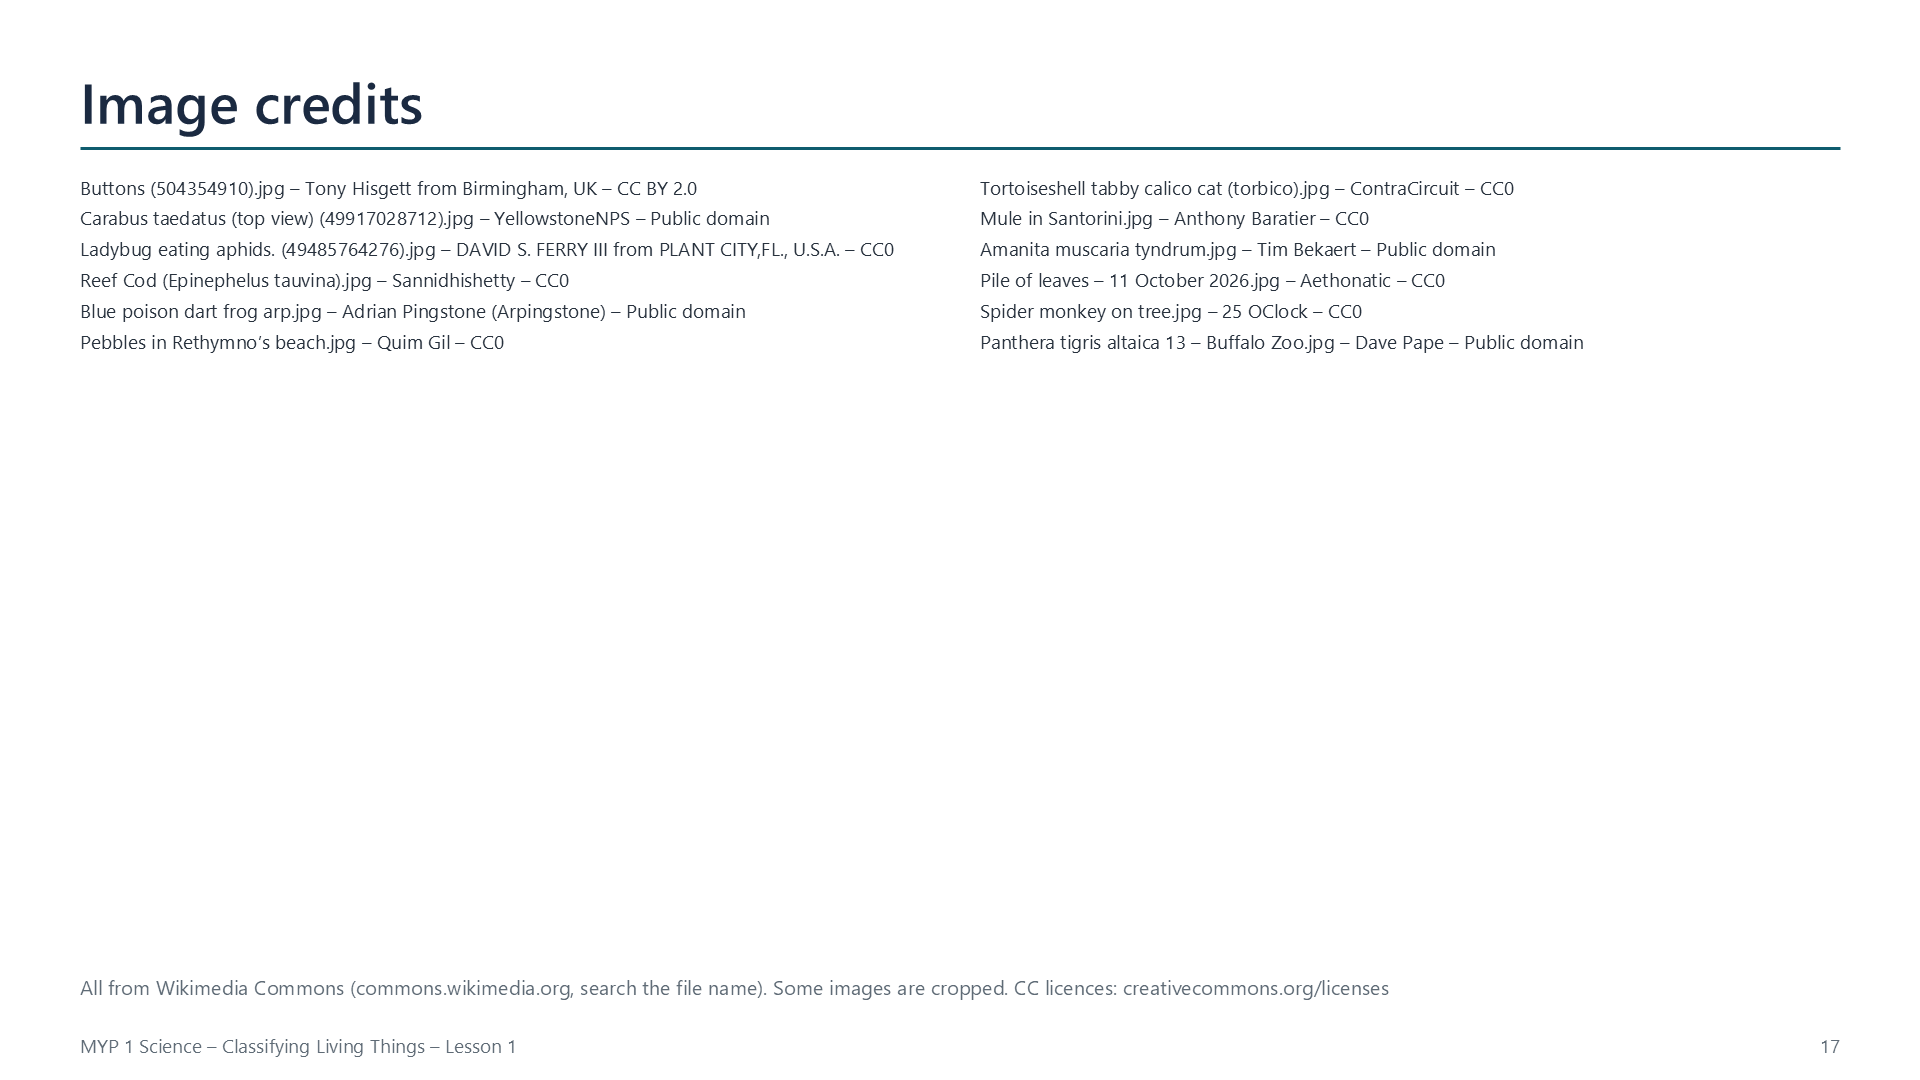 Image credits
Buttons (504354910).jpg – Tony Hisgett from Birmingham, UK – CC BY 2.0
Carabus taedatus (top view) (49917028712).jpg – YellowstoneNPS – Public domain
Ladybug eating aphids. (49485764276).jpg – DAVID S. FERRY III from PLANT CITY,FL., U.S.A. – CC0
Reef Cod (Epinephelus tauvina).jpg – Sannidhishetty – CC0
Blue poison dart frog arp.jpg – Adrian Pingstone (Arpingstone) – Public domain
Pebbles in Rethymno’s beach.jpg – Quim Gil – CC0
Tortoiseshell tabby calico cat (torbico).jpg – ContraCircuit – CC0
Mule in Santorini.jpg – Anthony Baratier – CC0
Amanita muscaria tyndrum.jpg – Tim Bekaert – Public domain
Pile of leaves – 11 October 2026.jpg – Aethonatic – CC0
Spider monkey on tree.jpg – 25 OClock – CC0
Panthera tigris altaica 13 – Buffalo Zoo.jpg – Dave Pape – Public domain
All from Wikimedia Commons (commons.wikimedia.org, search the file name). Some images are cropped. CC licences: creativecommons.org/licenses
MYP 1 Science – Classifying Living Things – Lesson 1
17